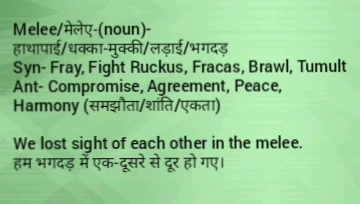 Melee/मेलेए-(noun)-
हाथापाई/धक्का-मुक्की/लड़ाई/भगदड़
Syn- Fray, Fight Ruckus, Fracas, Brawl, Tumult
Ant- Compromise, Agreement, Peace,
Harmony (समझौता/शांति/एकता)
We lost sight of each other in the melee.
हम भगदड़ में एक-दूसरे से दूर हो गए।